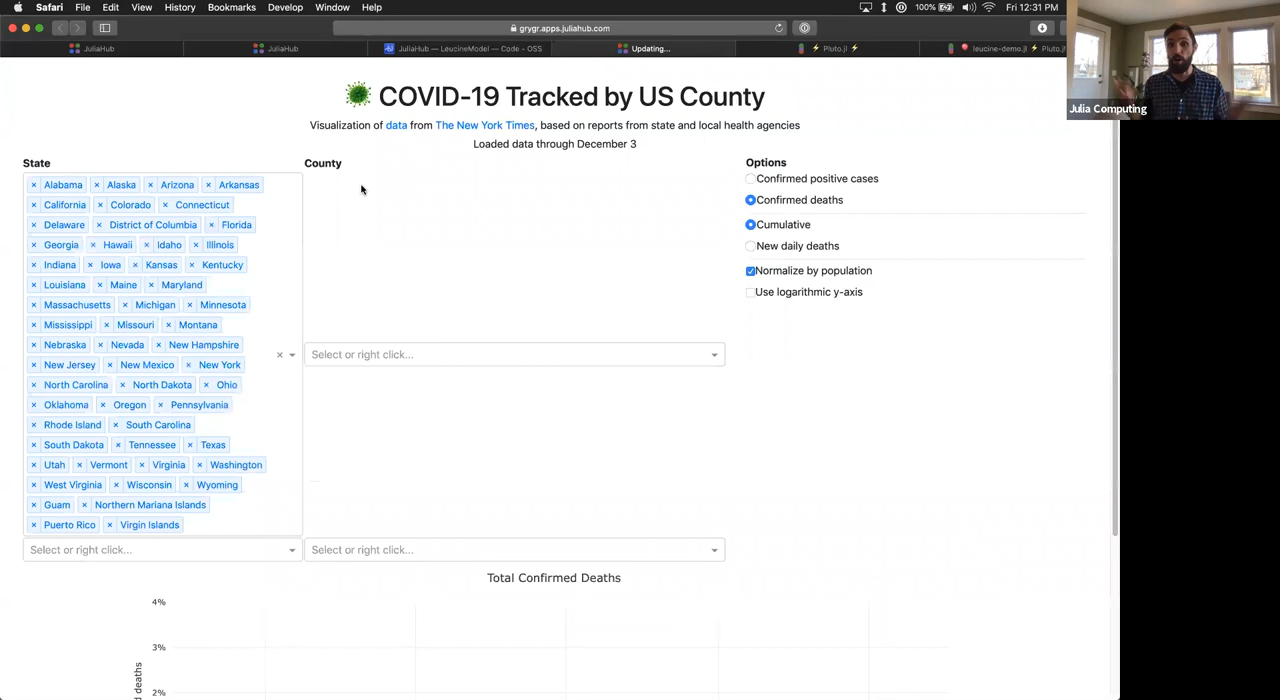 Safari File Edit View History Bookmarks Develop Window Help 100% Fri 12:31 PM
grygr.apps.juliahub.com
JuliaHub JuliaHub JuliaHub — LeucineModel — Code - OSS Updating... ⚡ Pluto.jl ⚡ leucine-demo.jl ⚡ Pluto.jl
Julia Computing
COVID-19 Tracked by US County
Visualization of data from The New York Times, based on reports from state and local health agencies
Loaded data through December 3
State County Options
× Alabama × Alaska × Arizona × Arkansas
× California × Colorado × Connecticut
× Delaware × District of Columbia × Florida
× Georgia × Hawaii × Idaho × Illinois
× Indiana × Iowa × Kansas × Kentucky
× Louisiana × Maine × Maryland
× Massachusetts × Michigan × Minnesota
× Mississippi × Missouri × Montana
× Nebraska × Nevada × New Hampshire
× New Jersey × New Mexico × New York
× North Carolina × North Dakota × Ohio
× Oklahoma × Oregon × Pennsylvania
× Rhode Island × South Carolina
× South Dakota × Tennessee × Texas
× Utah × Vermont × Virginia × Washington
× West Virginia × Wisconsin × Wyoming
× Guam × Northern Mariana Islands
× Puerto Rico × Virgin Islands
×
Select or right click...
Confirmed positive cases
Confirmed deaths
Cumulative
New daily deaths
Normalize by population
Use logarithmic y-axis
Select or right click... Select or right click...
Total Confirmed Deaths
4%
3%
2%
deaths